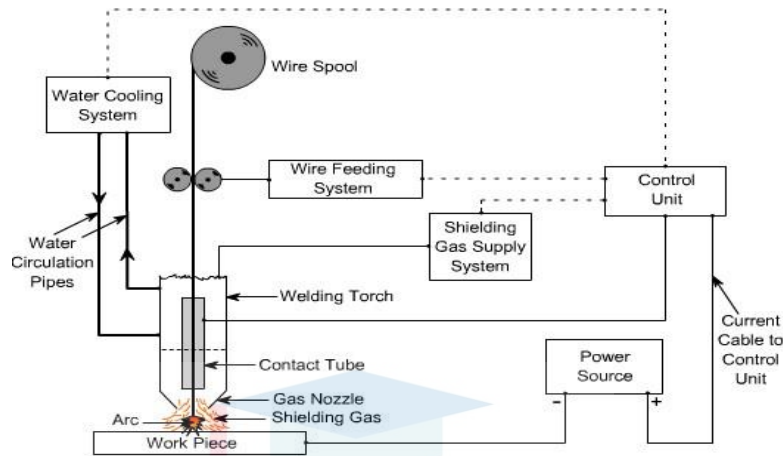 Wire Spool
Water Cooling
System
Wire Feeding
System
Control
Unit
Shielding
Gas Supply
System
Water
Circulation
Pipes
Welding Torch
Current
Cable to
Control
Unit
Contact Tube
Power
Source
− +
Gas Nozzle
Shielding Gas
Arc
Work Piece